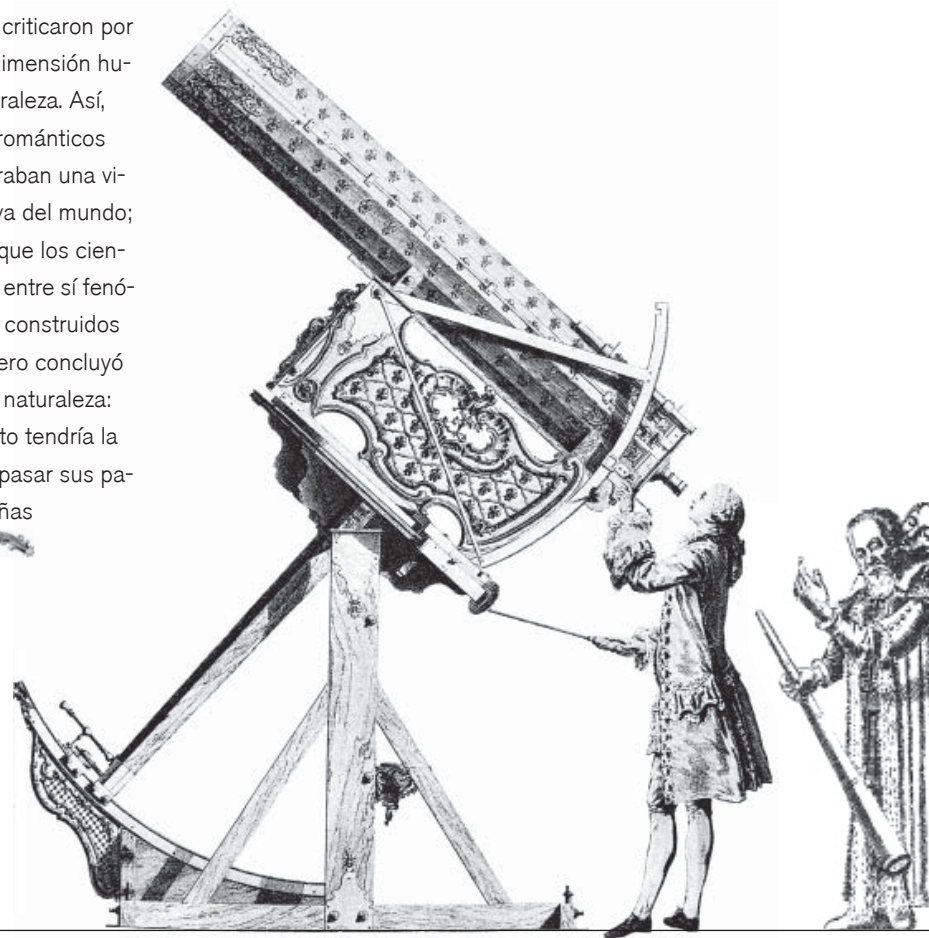 criticaron por
imensión hu-
raleza. Así,
románticos
raban una vi-
va del mundo;
que los cien-
entre sí fenó-
construidos
ero concluyó
naturaleza:
to tendría la
pasar sus pa-
ñas